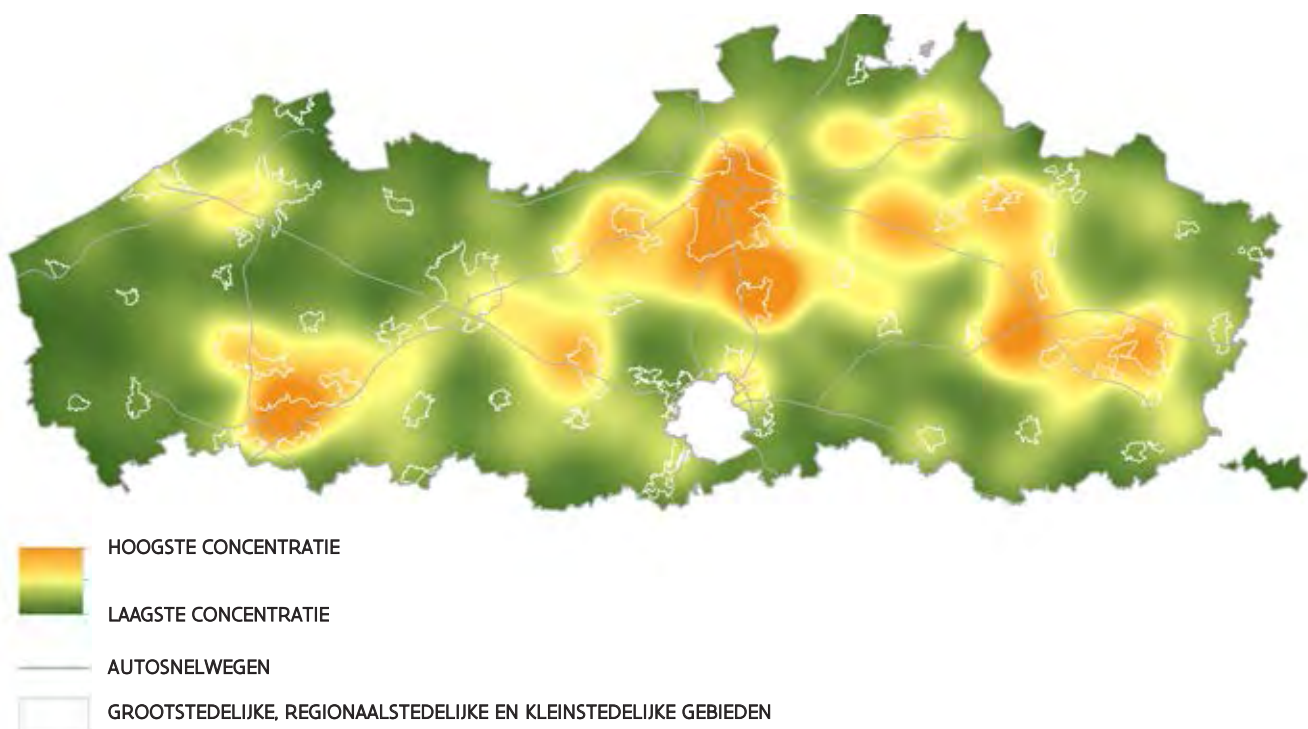 HOOGSTE CONCENTRATIE
LAAGSTE CONCENTRATIE
AUTOSNELWEGEN
GROOTSTEDELIJKE, REGIONAALSTEDELIJKE EN KLEINSTEDELIJKE GEBIEDEN